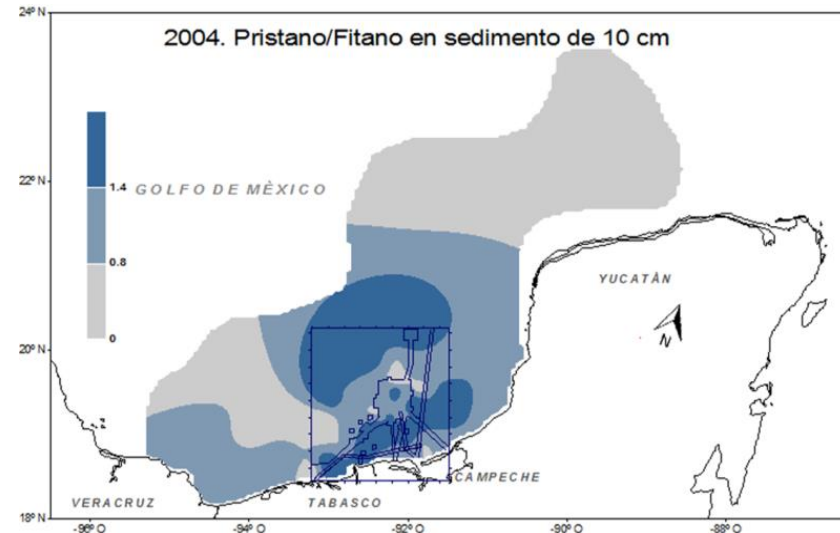 24º N
2004. Pristano/Fitano en sedimento de 10 cm
1.4
GOLFO DE MÈXICO
22º N
0.8
YUCATÀN
0
N
20º N
CAMPECHE
VERACRUZ
TABASCO
18º N
-96º O
-94º O
-92º O
-90º O
-88º O